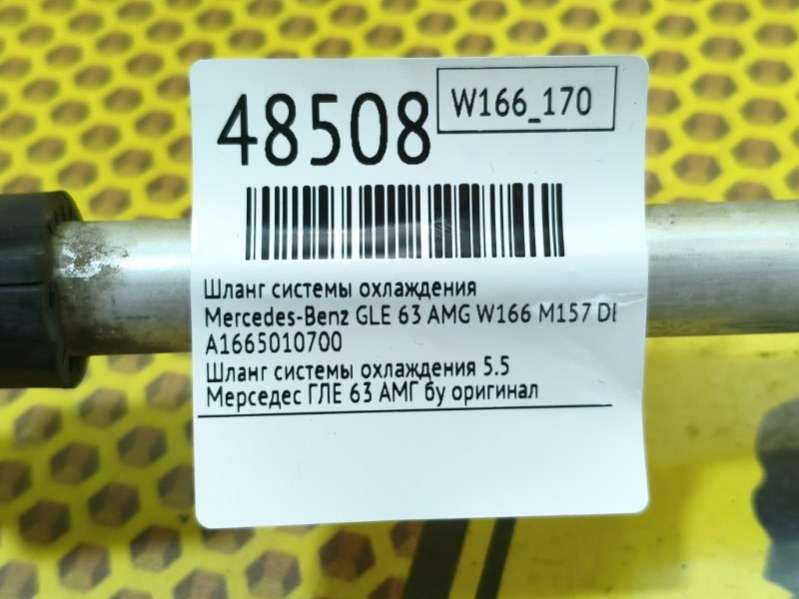 48508
W166_170
Шланг системы охлаждения
Mercedes-Benz GLE 63 AMG W166 M157 DE
A1665010700
Шланг системы охлаждения 5.5
Мерседес ГЛЕ 63 АМГ бу оригинал